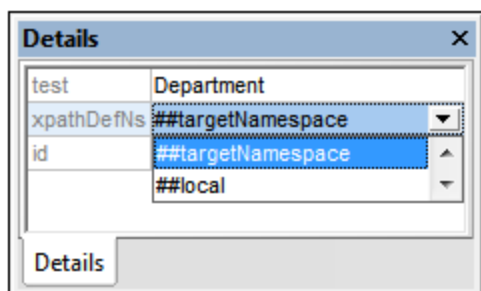 Details
test Department
xpathDefNs ##targetNamespace
id ##targetNamespace
##local
Details